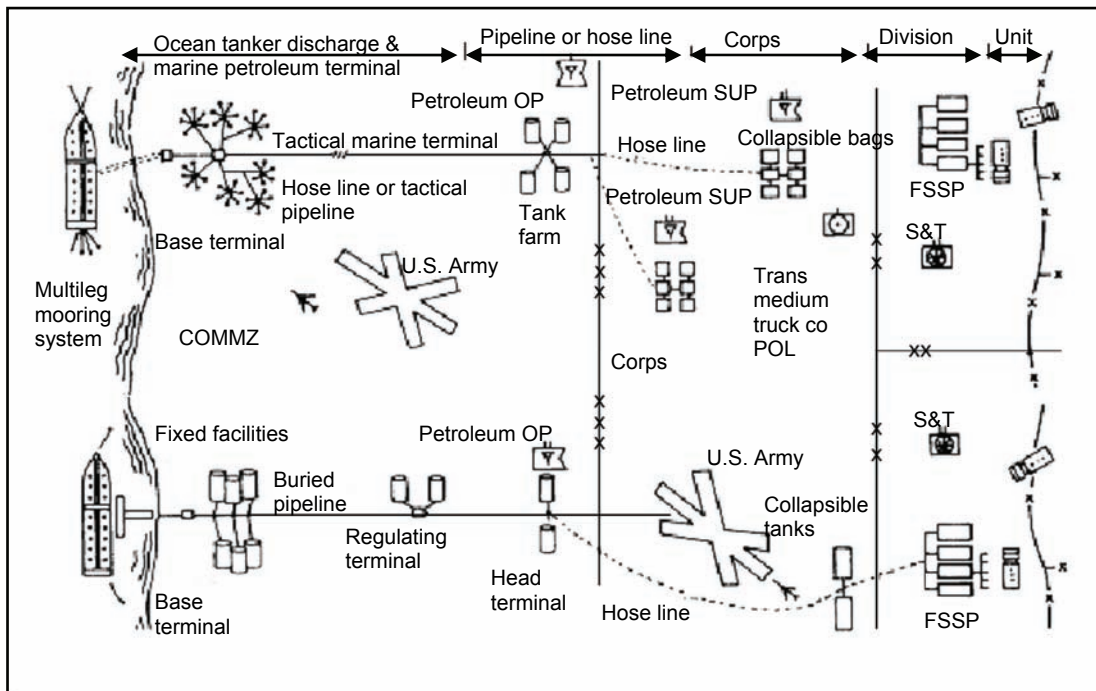 Ocean tanker discharge &
marine petroleum terminal
Pipeline or hose line
Corps
Division
Unit
Petroleum OP
Petroleum SUP
Tactical marine terminal
Hose line
Collapsible bags
Hose line or tactical
pipeline
Petroleum SUP
FSSP
Tank
farm
Base terminal
S&T
U.S. Army
Multileg
mooring
system
Trans
medium
truck co
POL
COMMZ
Corps
XX
Fixed facilities
Petroleum OP
S&T
U.S. Army
Buried
pipeline
Collapsible
tanks
Regulating
terminal
Head
terminal
Base
terminal
Hose line
FSSP